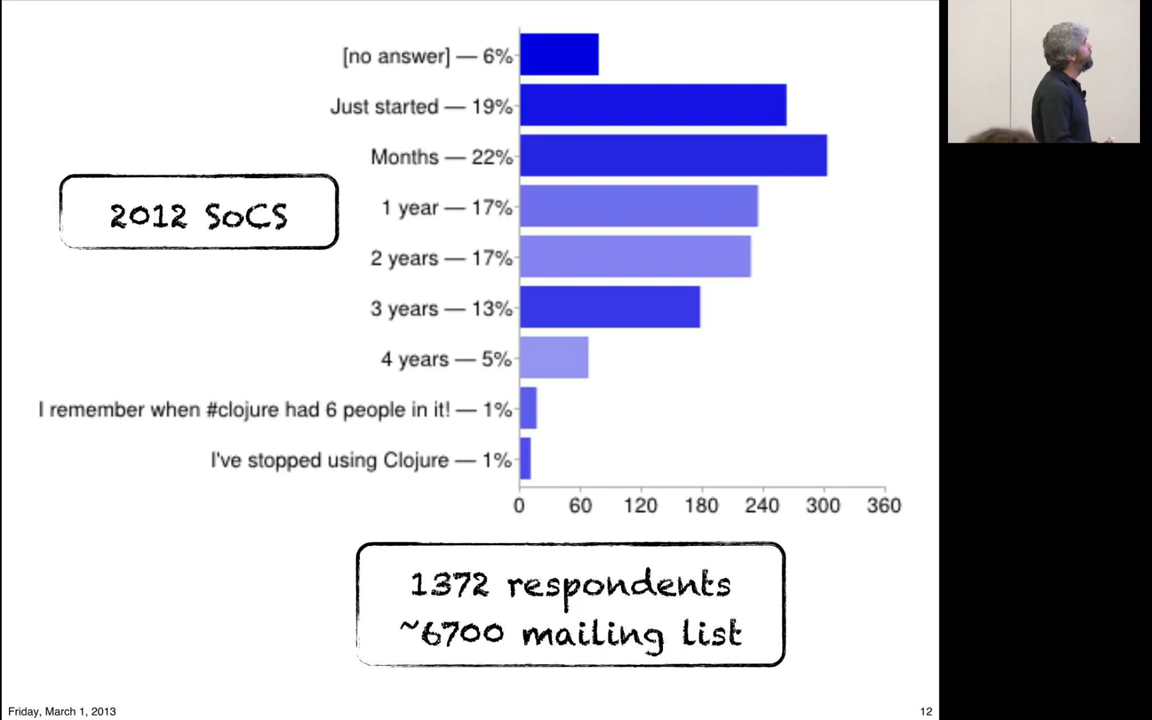 [no answer] — 6%
Just started — 19%
Months — 22%
1 year — 17%
2012 SoCS
2 years — 17%
3 years — 13%
4 years — 5%
I remember when #clojure had 6 people in it! — 1%
I've stopped using Clojure — 1%
0 60 120 180 240 300 360
1372 respondents
~6700 mailing list
Friday, March 1, 2013
12